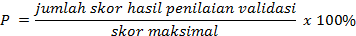 P = jumlah skor hasil penilaian validasi / skor maksimal x 100%